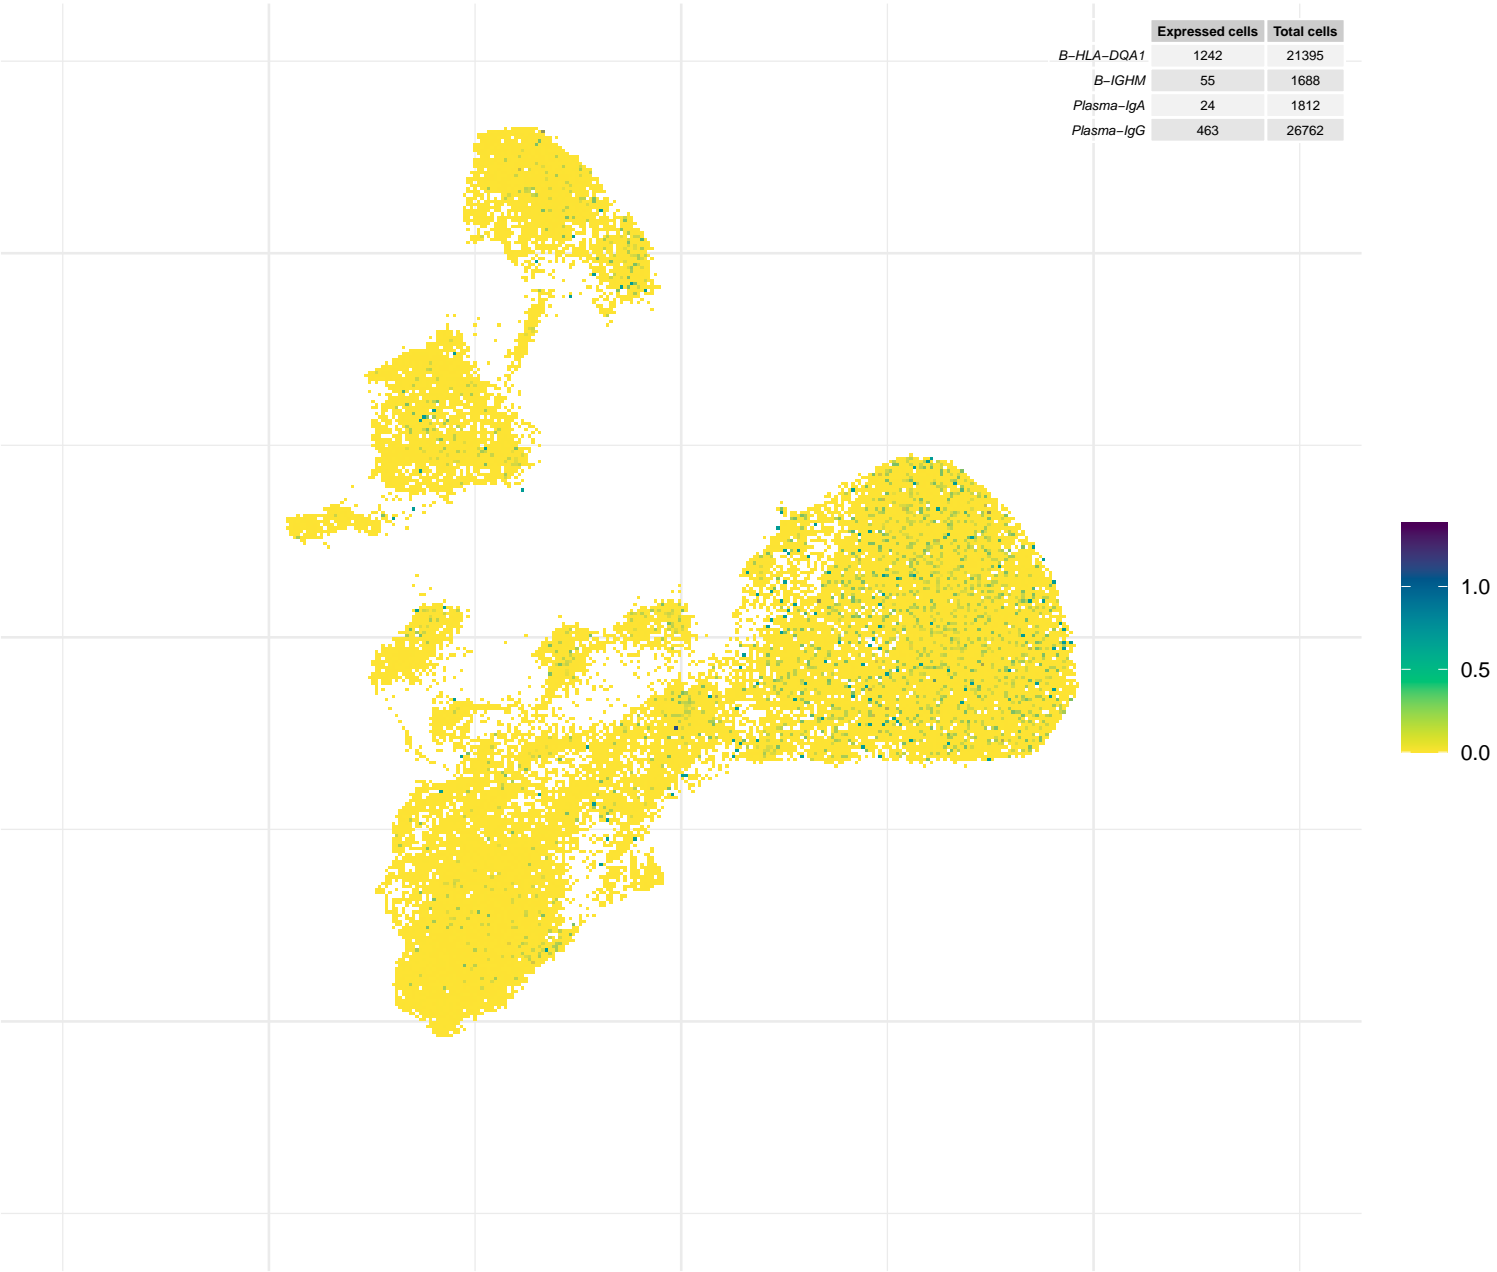 Expressed cells Total cells
B−HLA−DQA1 1242 21395
B−IGHM 55 1688
Plasma−IgA 24 1812
Plasma−IgG 463 26762
1.0
0.5
0.0